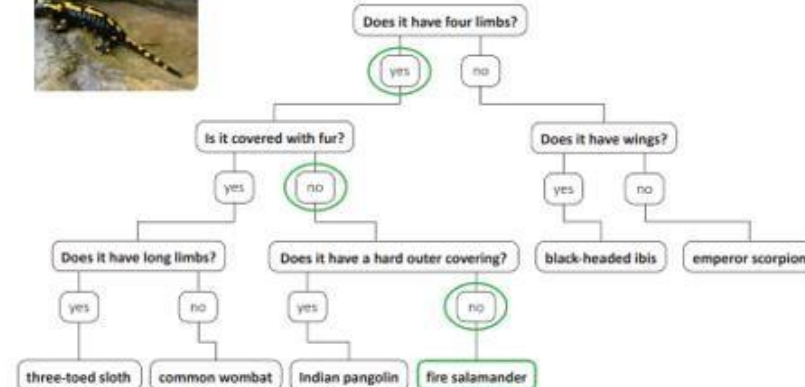 Does it have four limbs?
yes no
Is it covered with fur? Does it have wings?
yes no yes no
Does it have long limbs? Does it have a hard outer covering? black-headed ibis emperor scorpion
yes no yes no
three-toed sloth common wombat Indian pangolin fire salamander